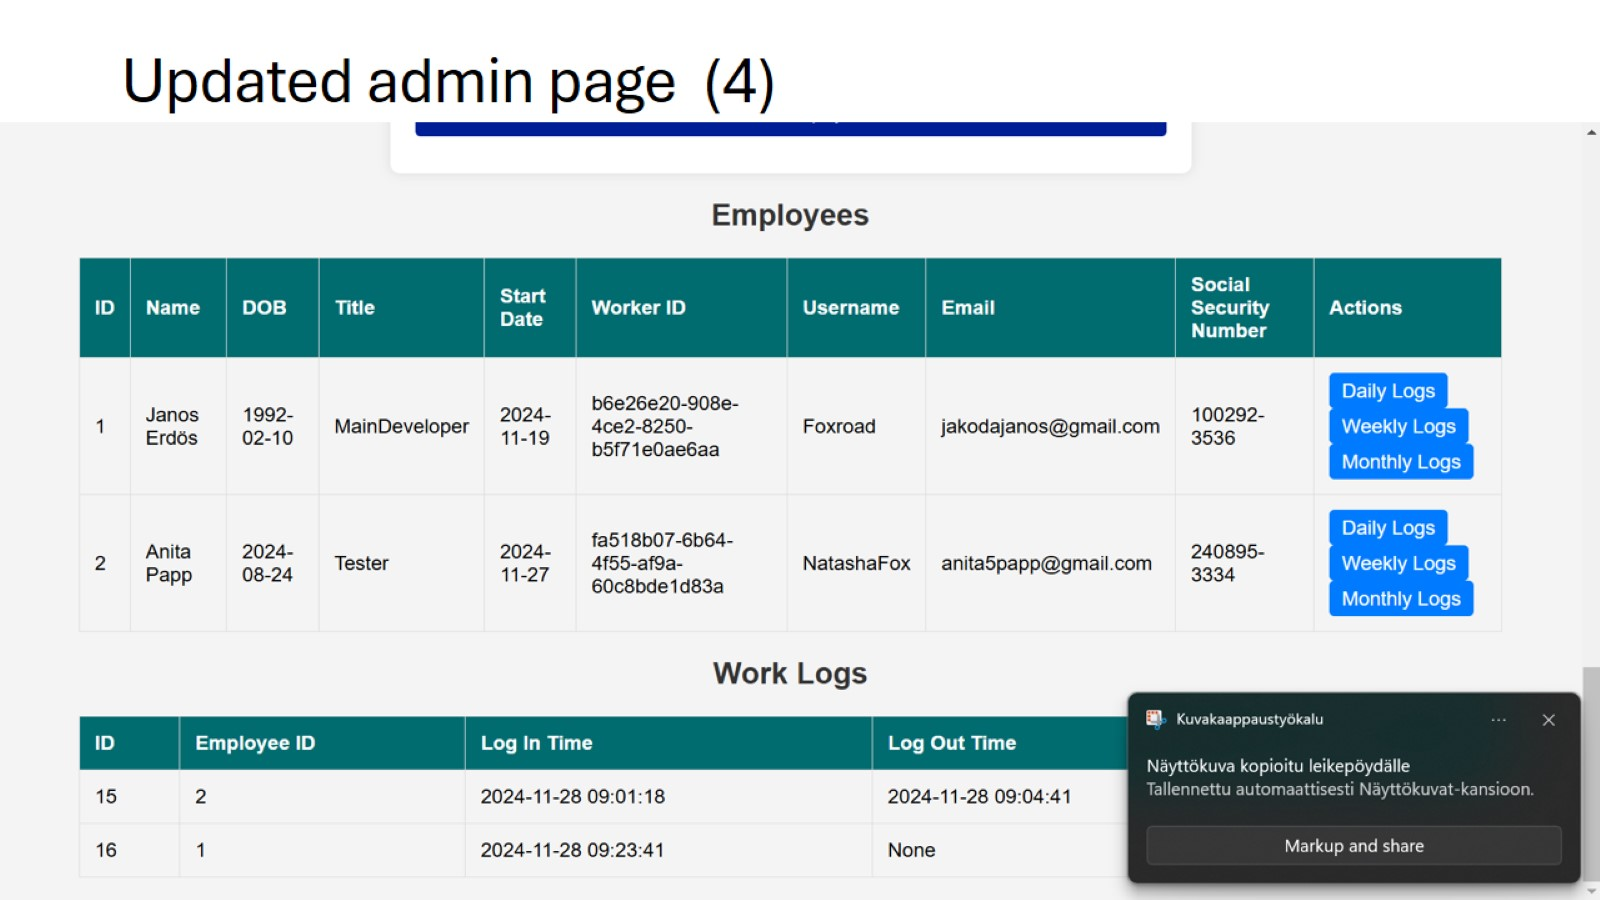 Updated admin page (4)
Employees
ID Name DOB Title Start Date Worker ID Username Email Social Security Number Actions
1 Janos Erdös 1992-02-10 MainDeveloper 2024-11-19 b6e26e20-908e-4ce2-8250-b5f71e0ae6aa Foxroad jakodajanos@gmail.com 100292-3536 Daily Logs Weekly Logs Monthly Logs
2 Anita Papp 2024-08-24 Tester 2024-11-27 fa518b07-6b64-4f55-af9a-60c8bde1d83a NatashaFox anita5papp@gmail.com 240895-3334 Daily Logs Weekly Logs Monthly Logs
Work Logs
ID Employee ID Log In Time Log Out Time
15 2 2024-11-28 09:01:18 2024-11-28 09:04:41
16 1 2024-11-28 09:23:41 None
Kuvakaappaustyökalu
Näyttökuva kopioitu leikepöydälle
Tallennettu automaattisesti Näyttökuvat-kansioon.
Markup and share